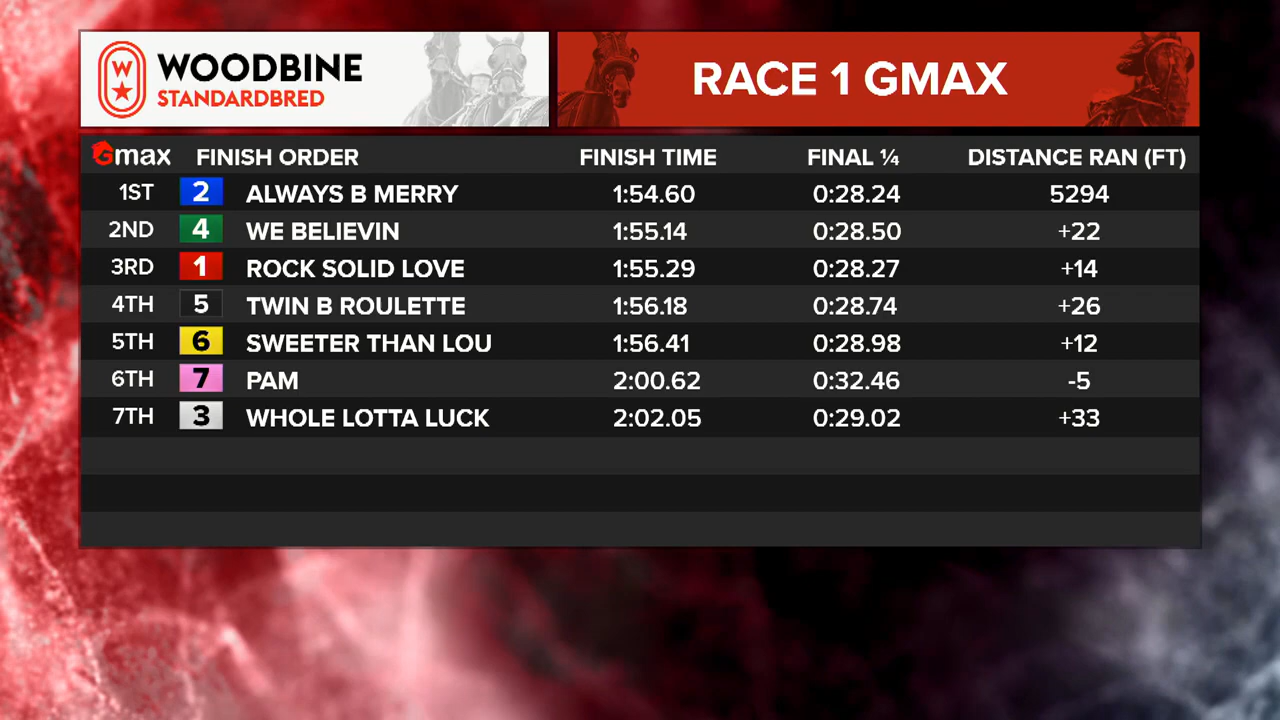 W
WOODBINE
STANDARDBRED
RACE 1 GMAX
Gmax FINISH ORDER FINISH TIME FINAL ¼ DISTANCE RAN (FT)
1ST 2 ALWAYS B MERRY 1:54.60 0:28.24 5294
2ND 4 WE BELIEVIN 1:55.14 0:28.50 +22
3RD 1 ROCK SOLID LOVE 1:55.29 0:28.27 +14
4TH 5 TWIN B ROULETTE 1:56.18 0:28.74 +26
5TH 6 SWEETER THAN LOU 1:56.41 0:28.98 +12
6TH 7 PAM 2:00.62 0:32.46 -5
7TH 3 WHOLE LOTTA LUCK 2:02.05 0:29.02 +33